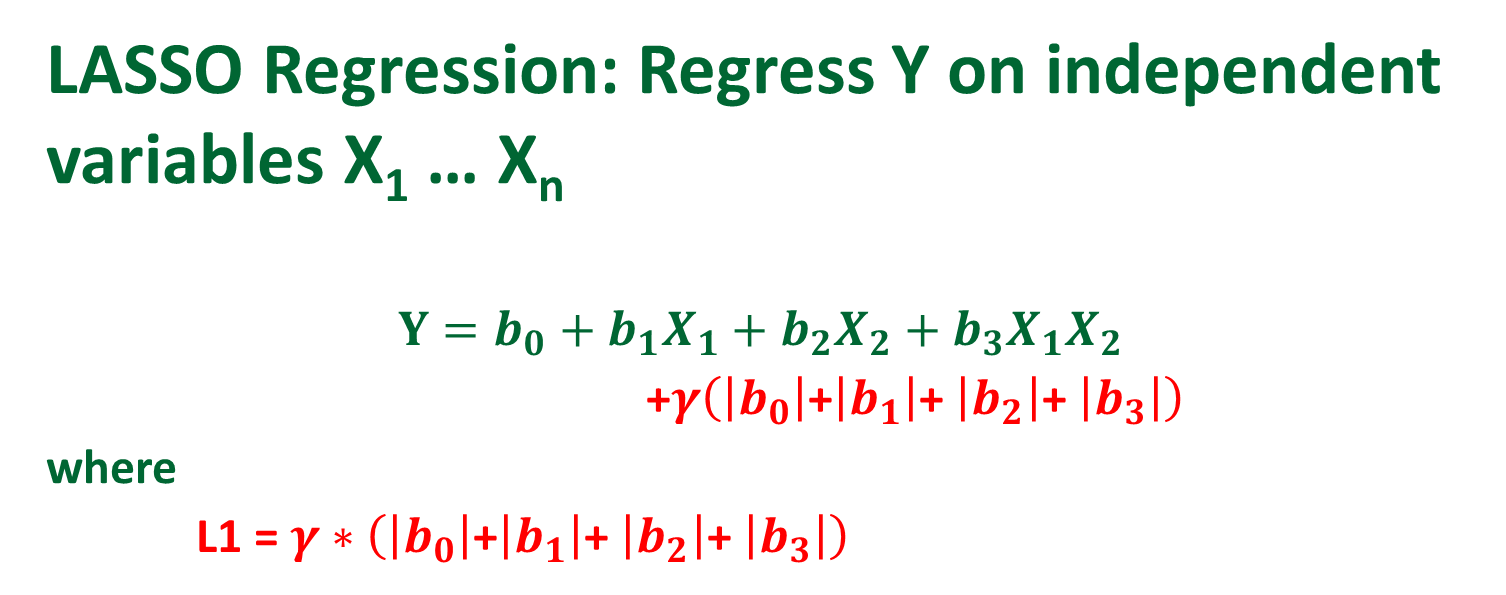 LASSO Regression: Regress Y on independent
variables X₁ … Xₙ
Y = b₀ + b₁X₁ + b₂X₂ + b₃X₁X₂
+γ(|b₀|+|b₁|+ |b₂|+ |b₃|)
where
L1 = γ ∗ (|b₀|+|b₁|+ |b₂|+ |b₃|)